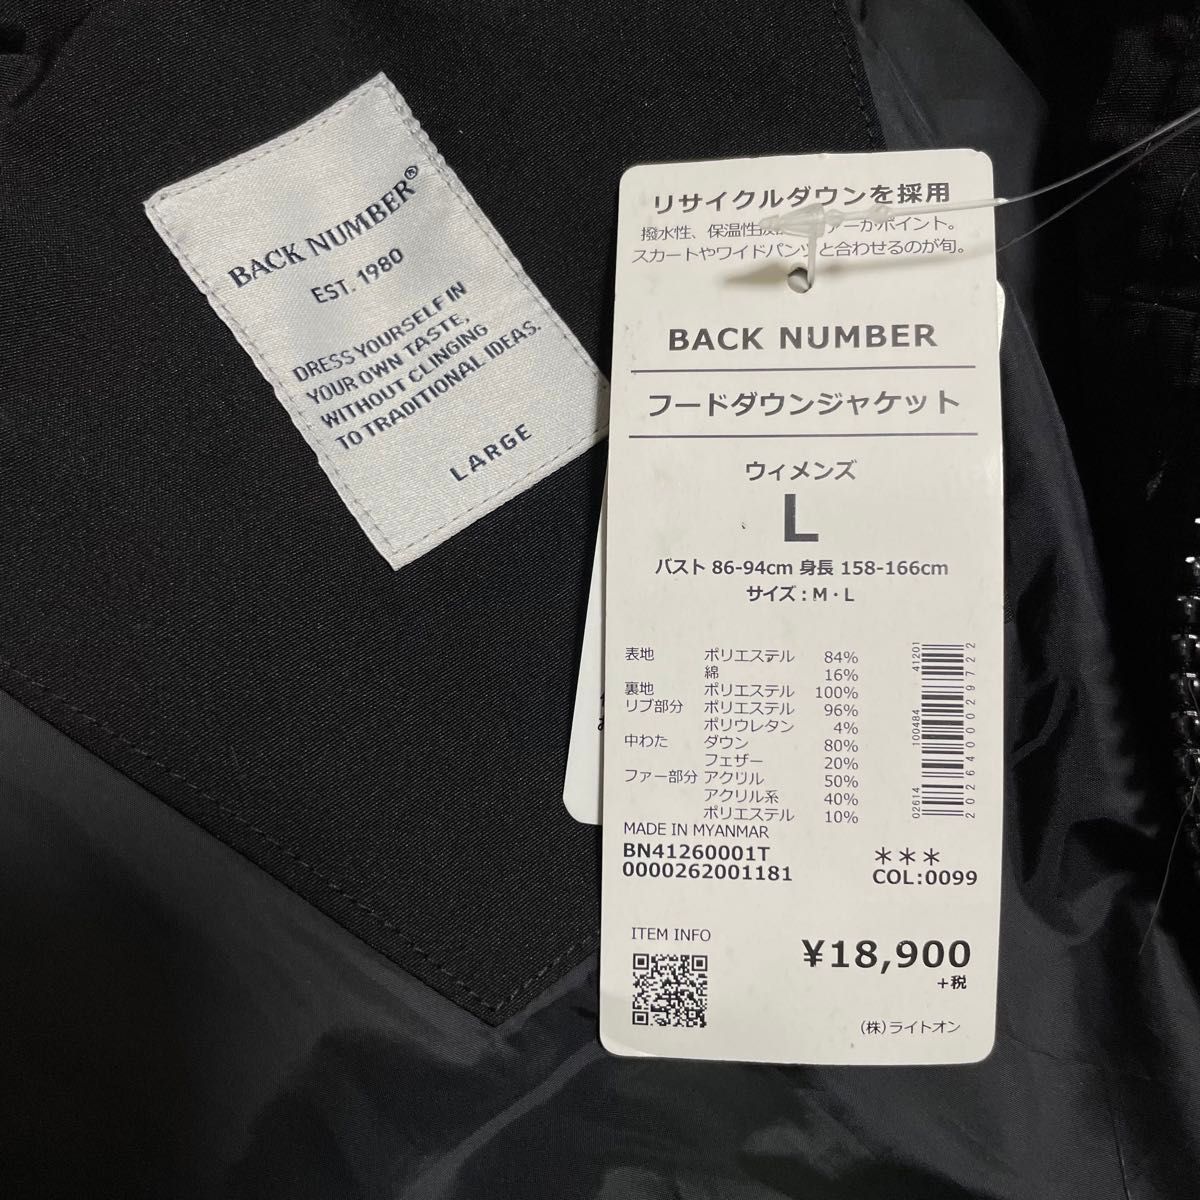 BACK NUMBER®
EST. 1980
DRESS YOURSELF IN
YOUR OWN TASTE,
WITHOUT CLINGING
TO TRADITIONAL IDEAS.
LARGE
リサイクルダウンを採用
撥水性、保温性 ァーがポイント。
スカートやワイドパンツと合わせるのが旬。
BACK NUMBER
フードダウンジャケット
ウィメンズ
L
バスト 86-94cm 身長 158-166cm
サイズ : M・L
表地 ポリエステル 84%
綿 16%
裏地 ポリエステル 100%
リブ部分 ポリエステル 96%
ポリウレタン 4%
中わた ダウン 80%
フェザー 20%
ファー部分 アクリル 50%
アクリル系 40%
ポリエステル 10%
MADE IN MYANMAR
BN41260001T
0000262001181
＊＊＊
COL:0099
02614 100484 41201
2026400029722
ITEM INFO
¥18,900
+税
(株)ライトオン